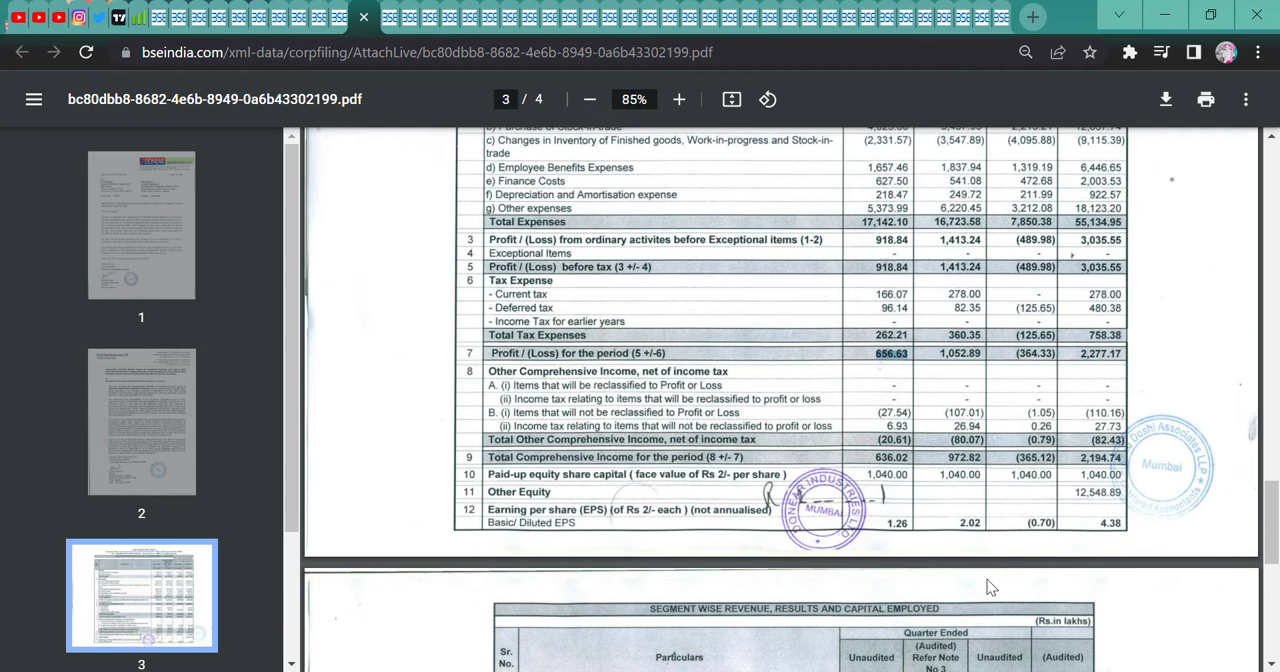 bseindia.com/xml-data/corpfiling/AttachLive/bc80dbb8-8682-4e6b-8949-0a6b43302199.pdf
bc80dbb8-8682-4e6b-8949-0a6b43302199.pdf 3 / 4 85%
c) Changes in Inventory of Finished goods, Work-in-progress and Stock-in-trade (2,331.57) (3,547.89) (4,095.88) (9,115.39)
d) Employee Benefits Expenses 1,657.46 1,837.94 1,319.19 6,446.65
e) Finance Costs 627.50 541.08 472.68 2,003.53
f) Depreciation and Amortisation expense 218.47 249.72 211.99 922.57
g) Other expenses 5,373.99 6,220.45 3,212.08 18,123.20
Total Expenses 17,142.10 16,723.58 7,850.38 55,134.95
3 Profit / (Loss) from ordinary activites before Exceptional items (1-2) 918.84 1,413.24 (489.98) 3,035.55
4 Exceptional Items - - - -
5 Profit / (Loss) before tax (3 +/- 4) 918.84 1,413.24 (489.98) 3,035.55
6 Tax Expense
- Current tax 166.07 278.00 - 278.00
- Deferred tax 96.14 82.35 (125.65) 480.38
- Income Tax for earlier years - - - -
Total Tax Expenses 262.21 360.35 (125.65) 758.38
7 Profit / (Loss) for the period (5 +/-6) 656.63 1,052.89 (364.33) 2,277.17
8 Other Comprehensive Income, net of income tax
A. (i) Items that will be reclassified to Profit or Loss - - - -
(ii) Income tax relating to items that will be reclassified to profit or loss - - - -
B. (i) Items that will not be reclassified to Profit or Loss (27.54) (107.01) (1.05) (110.16)
(ii) Income tax relating to items that will not be reclassified to profit or loss 6.93 26.94 0.26 27.73
Total Other Comprehensive Income, net of income tax (20.61) (80.07) (0.79) (82.43)
9 Total Comprehensive Income for the period (8 +/- 7) 636.02 972.82 (365.12) 2,194.74
10 Paid-up equity share capital ( face value of Rs 2/- per share ) 1,040.00 1,040.00 1,040.00 1,040.00
11 Other Equity 12,548.89
12 Earning per share (EPS) (of Rs 2/- each ) (not annualised)
Basic/ Diluted EPS 1.26 2.02 (0.70) 4.38
DONEAR INDUSTRIES LTD
MUMBAI
Doshi Associates LLP
Mumbai
SEGMENT WISE REVENUE, RESULTS AND CAPITAL EMPLOYED
(Rs.in lakhs)
Quarter Ended
Sr. No. Particulars Unaudited (Audited) Refer Note No 3 Unaudited (Audited)
1
2
3